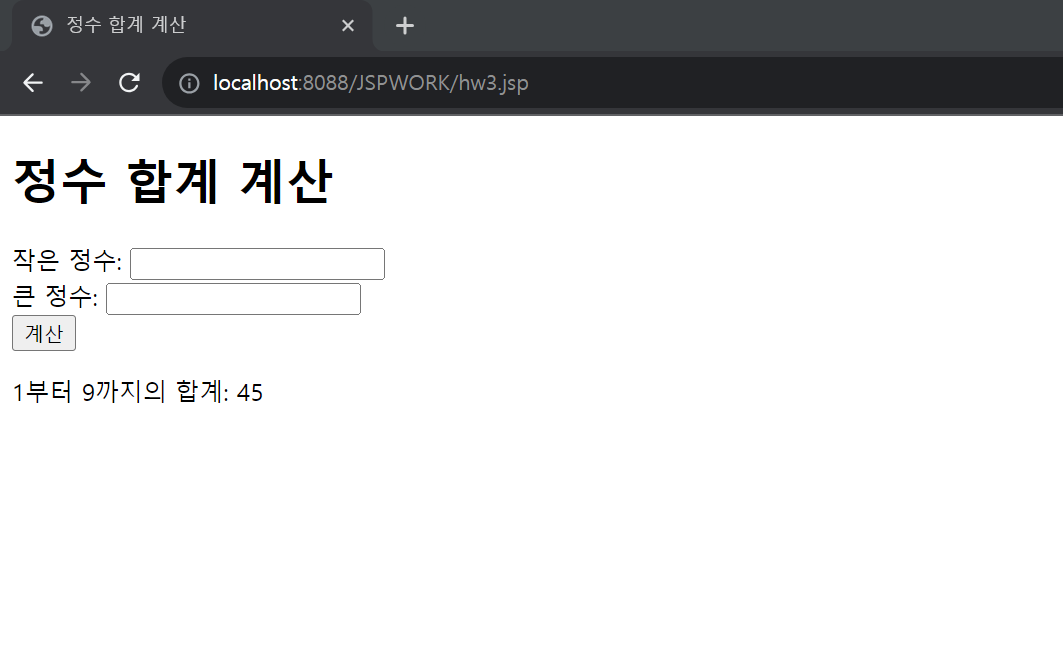 정수 합계 계산
localhost:8088/JSPWORK/hw3.jsp
정수 합계 계산
작은 정수:
큰 정수:
계산
1부터 9까지의 합계: 45